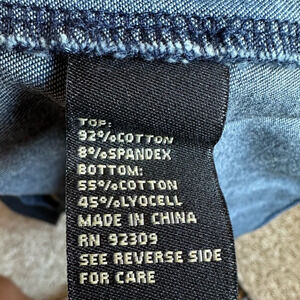 TOP:
92%COTTON
8%SPANDEX
BOTTOM:
55%COTTON
45%LYOCELL
MADE IN CHINA
RN 92309
SEE REVERSE SIDE
FOR CARE